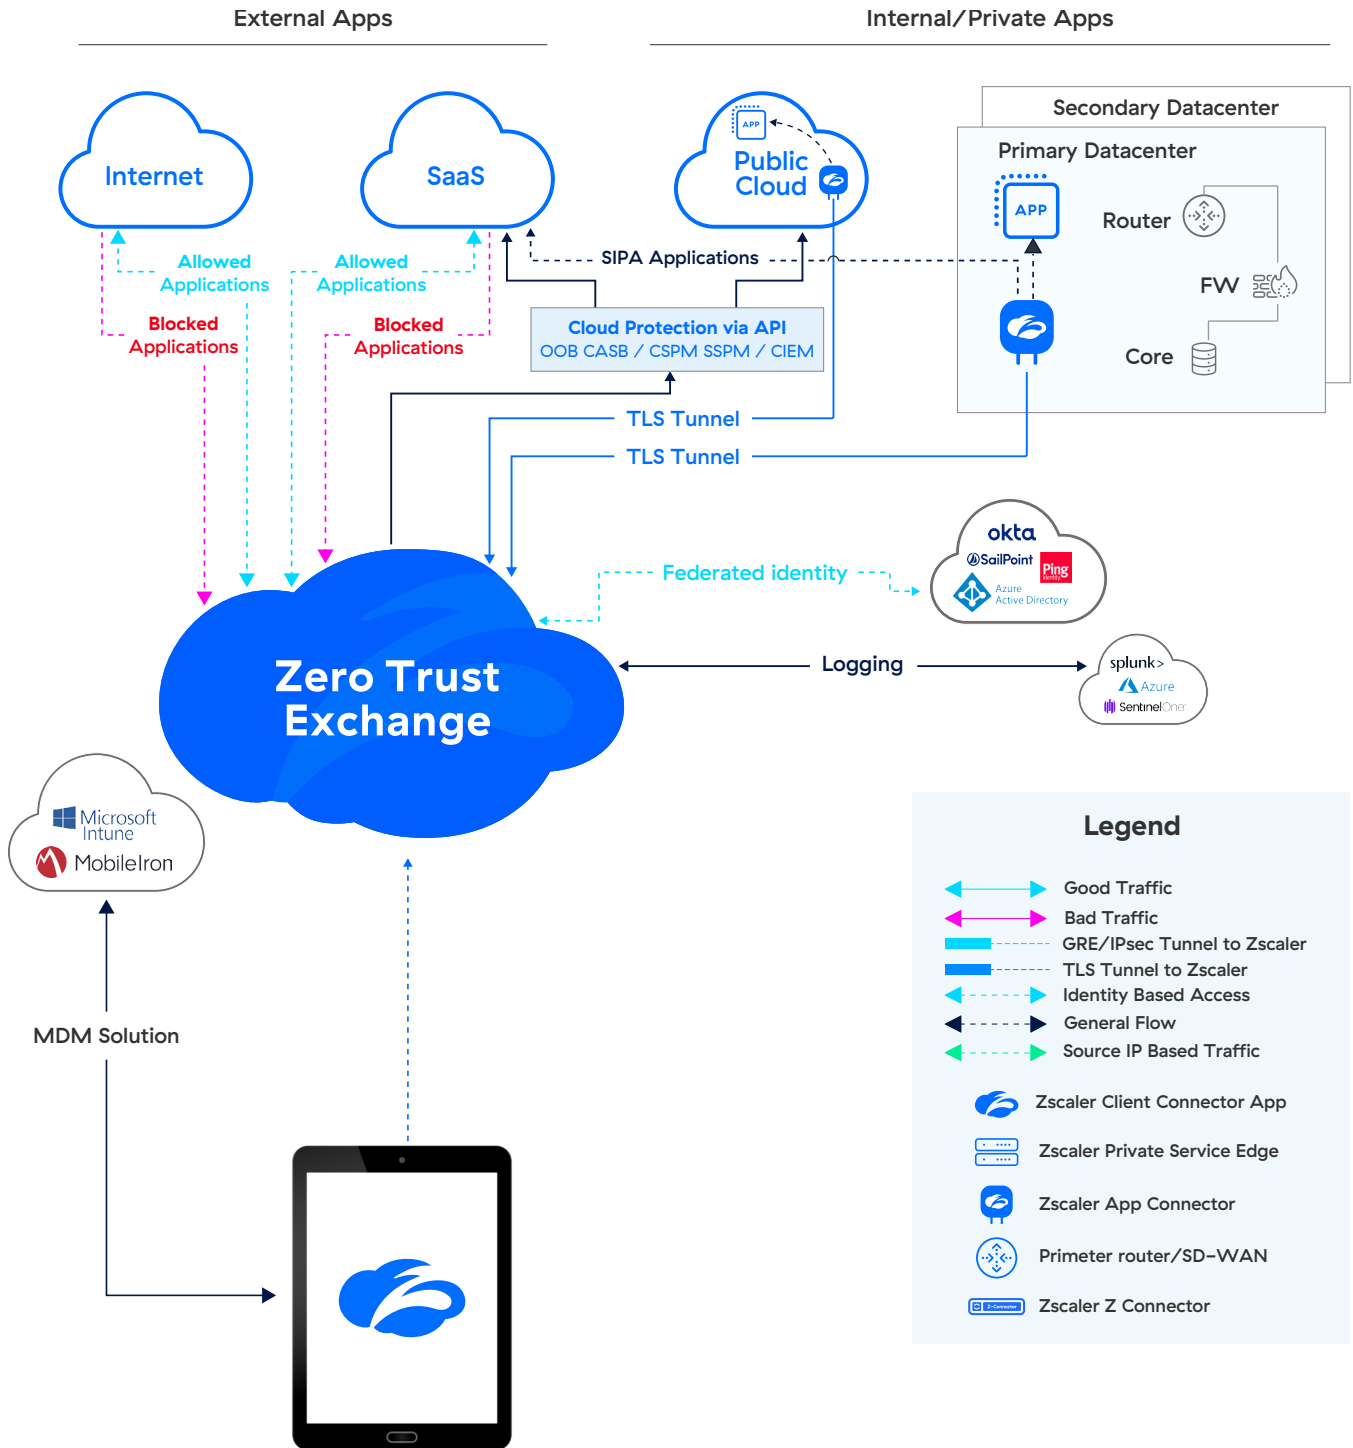 External Apps
Internal/Private Apps
Internet
SaaS
APP
Public
Cloud
Secondary Datacenter
Primary Datacenter
APP
Router
FW
Core
Allowed
Applications
Allowed
Applications
SIPA Applications
Blocked
Applications
Blocked
Applications
Cloud Protection via API
OOB CASB / CSPM SSPM / CIEM
TLS Tunnel
TLS Tunnel
okta
SailPoint
Ping
Identity
Azure
Active Directory
Federated identity
Zero Trust
Exchange
Logging
splunk>
Azure
SentinelOne
Microsoft
Intune
MobileIron
MDM Solution
Legend
Good Traffic
Bad Traffic
GRE/IPsec Tunnel to Zscaler
TLS Tunnel to Zscaler
Identity Based Access
General Flow
Source IP Based Traffic
Zscaler Client Connector App
Zscaler Private Service Edge
Zscaler App Connector
Primeter router/SD-WAN
Z-Connector
Zscaler Z Connector